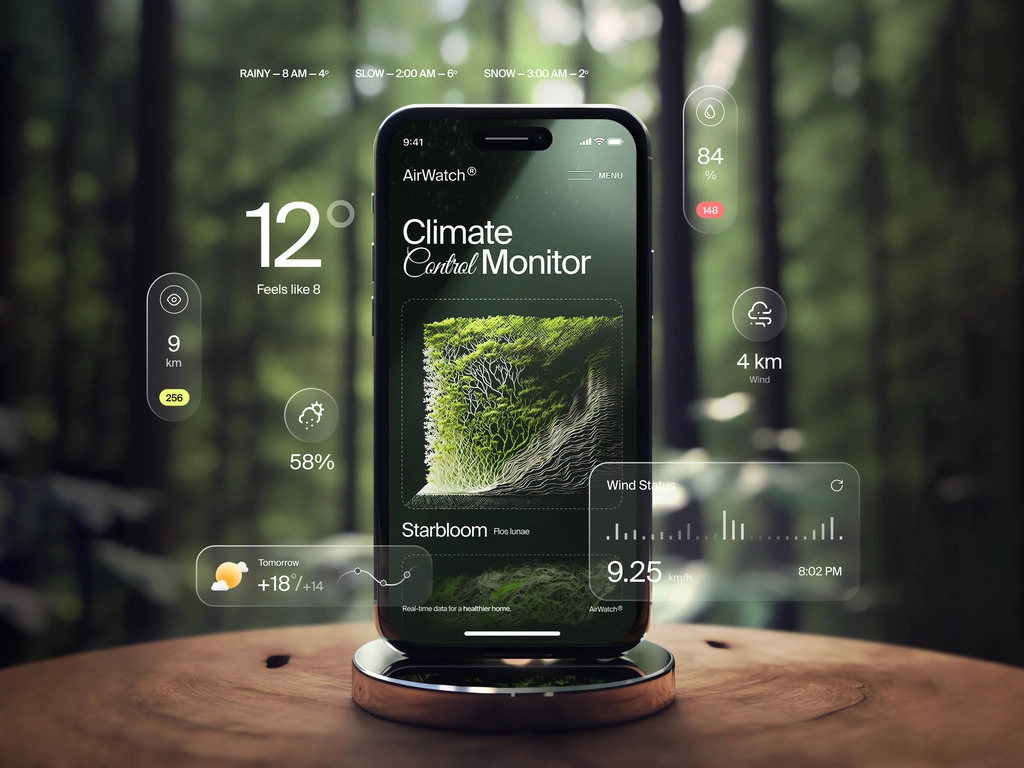 RAINY – 8 AM – 4°
SLOW – 2:00 AM – 6°
SNOW – 3:00 AM – 2°
9:41
AirWatch®
MENU
84
%
148
12°
Feels like 8
Climate
Control Monitor
9
km
256
4 km
Wind
58%
Wind Status
Starbloom Flos lunae
Tomorrow
+18°/+14
9.25 km/h
8:02 PM
Real-time data for a healthier home.
AirWatch®